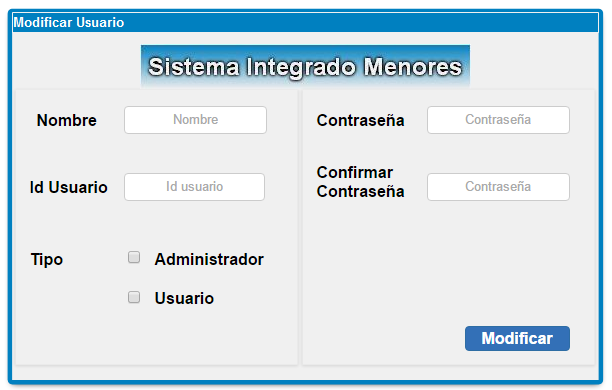 Modificar Usuario
Sistema Integrado Menores
Nombre
Nombre
Id Usuario
Id usuario
Tipo
Administrador
Usuario
Contraseña
Contraseña
Confirmar
Contraseña
Contraseña
Modificar